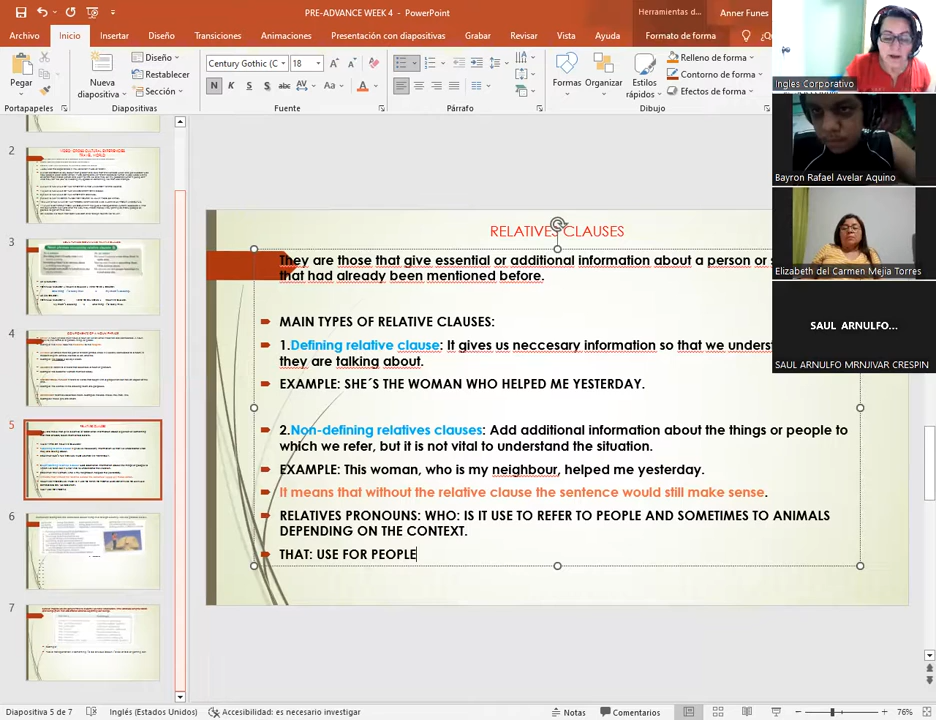 PRE-ADVANCE WEEK 4 - PowerPoint
Herramientas d...
Anner Funes
Archivo Inicio Insertar Diseño Transiciones Animaciones Presentación con diapositivas Grabar Revisar Vista Ayuda Formato de forma
Pegar
Nueva diapositiva
Diseño
Restablecer
Sección
Century Gothic (C 18
N K S S abc AV Aa A
Formas Organizar Estilos rápidos
Relleno de forma
Contorno de forma
Efectos de forma
Portapapeles Diapositivas Fuente Párrafo Dibujo
Ingles Corporativo
Bayron Rafael Avelar Aquino
Elizabeth del Carmen Mejia Torres
SAUL ARNULFO...
SAUL ARNULFO MRNJIVAR CRESPIN
2
3
4
5
6
7
RELATIVES CLAUSES
They are those that give essential or additional information about a person or s
that had already been mentioned before.
MAIN TYPES OF RELATIVE CLAUSES:
1.Defining relative clause: It gives us neccesary information so that we underst
they are talking about.
EXAMPLE: SHE´S THE WOMAN WHO HELPED ME YESTERDAY.
2.Non-defining relatives clauses: Add additional information about the things or people to
which we refer, but it is not vital to understand the situation.
EXAMPLE: This woman, who is my neighbour, helped me yesterday.
It means that without the relative clause the sentence would still make sense.
RELATIVES PRONOUNS: WHO: IS IT USE TO REFER TO PEOPLE AND SOMETIMES TO ANIMALS
DEPENDING ON THE CONTEXT.
THAT: USE FOR PEOPLE
Diapositiva 5 de 7 Inglés (Estados Unidos) Accesibilidad: es necesario investigar Notas Comentarios 76%